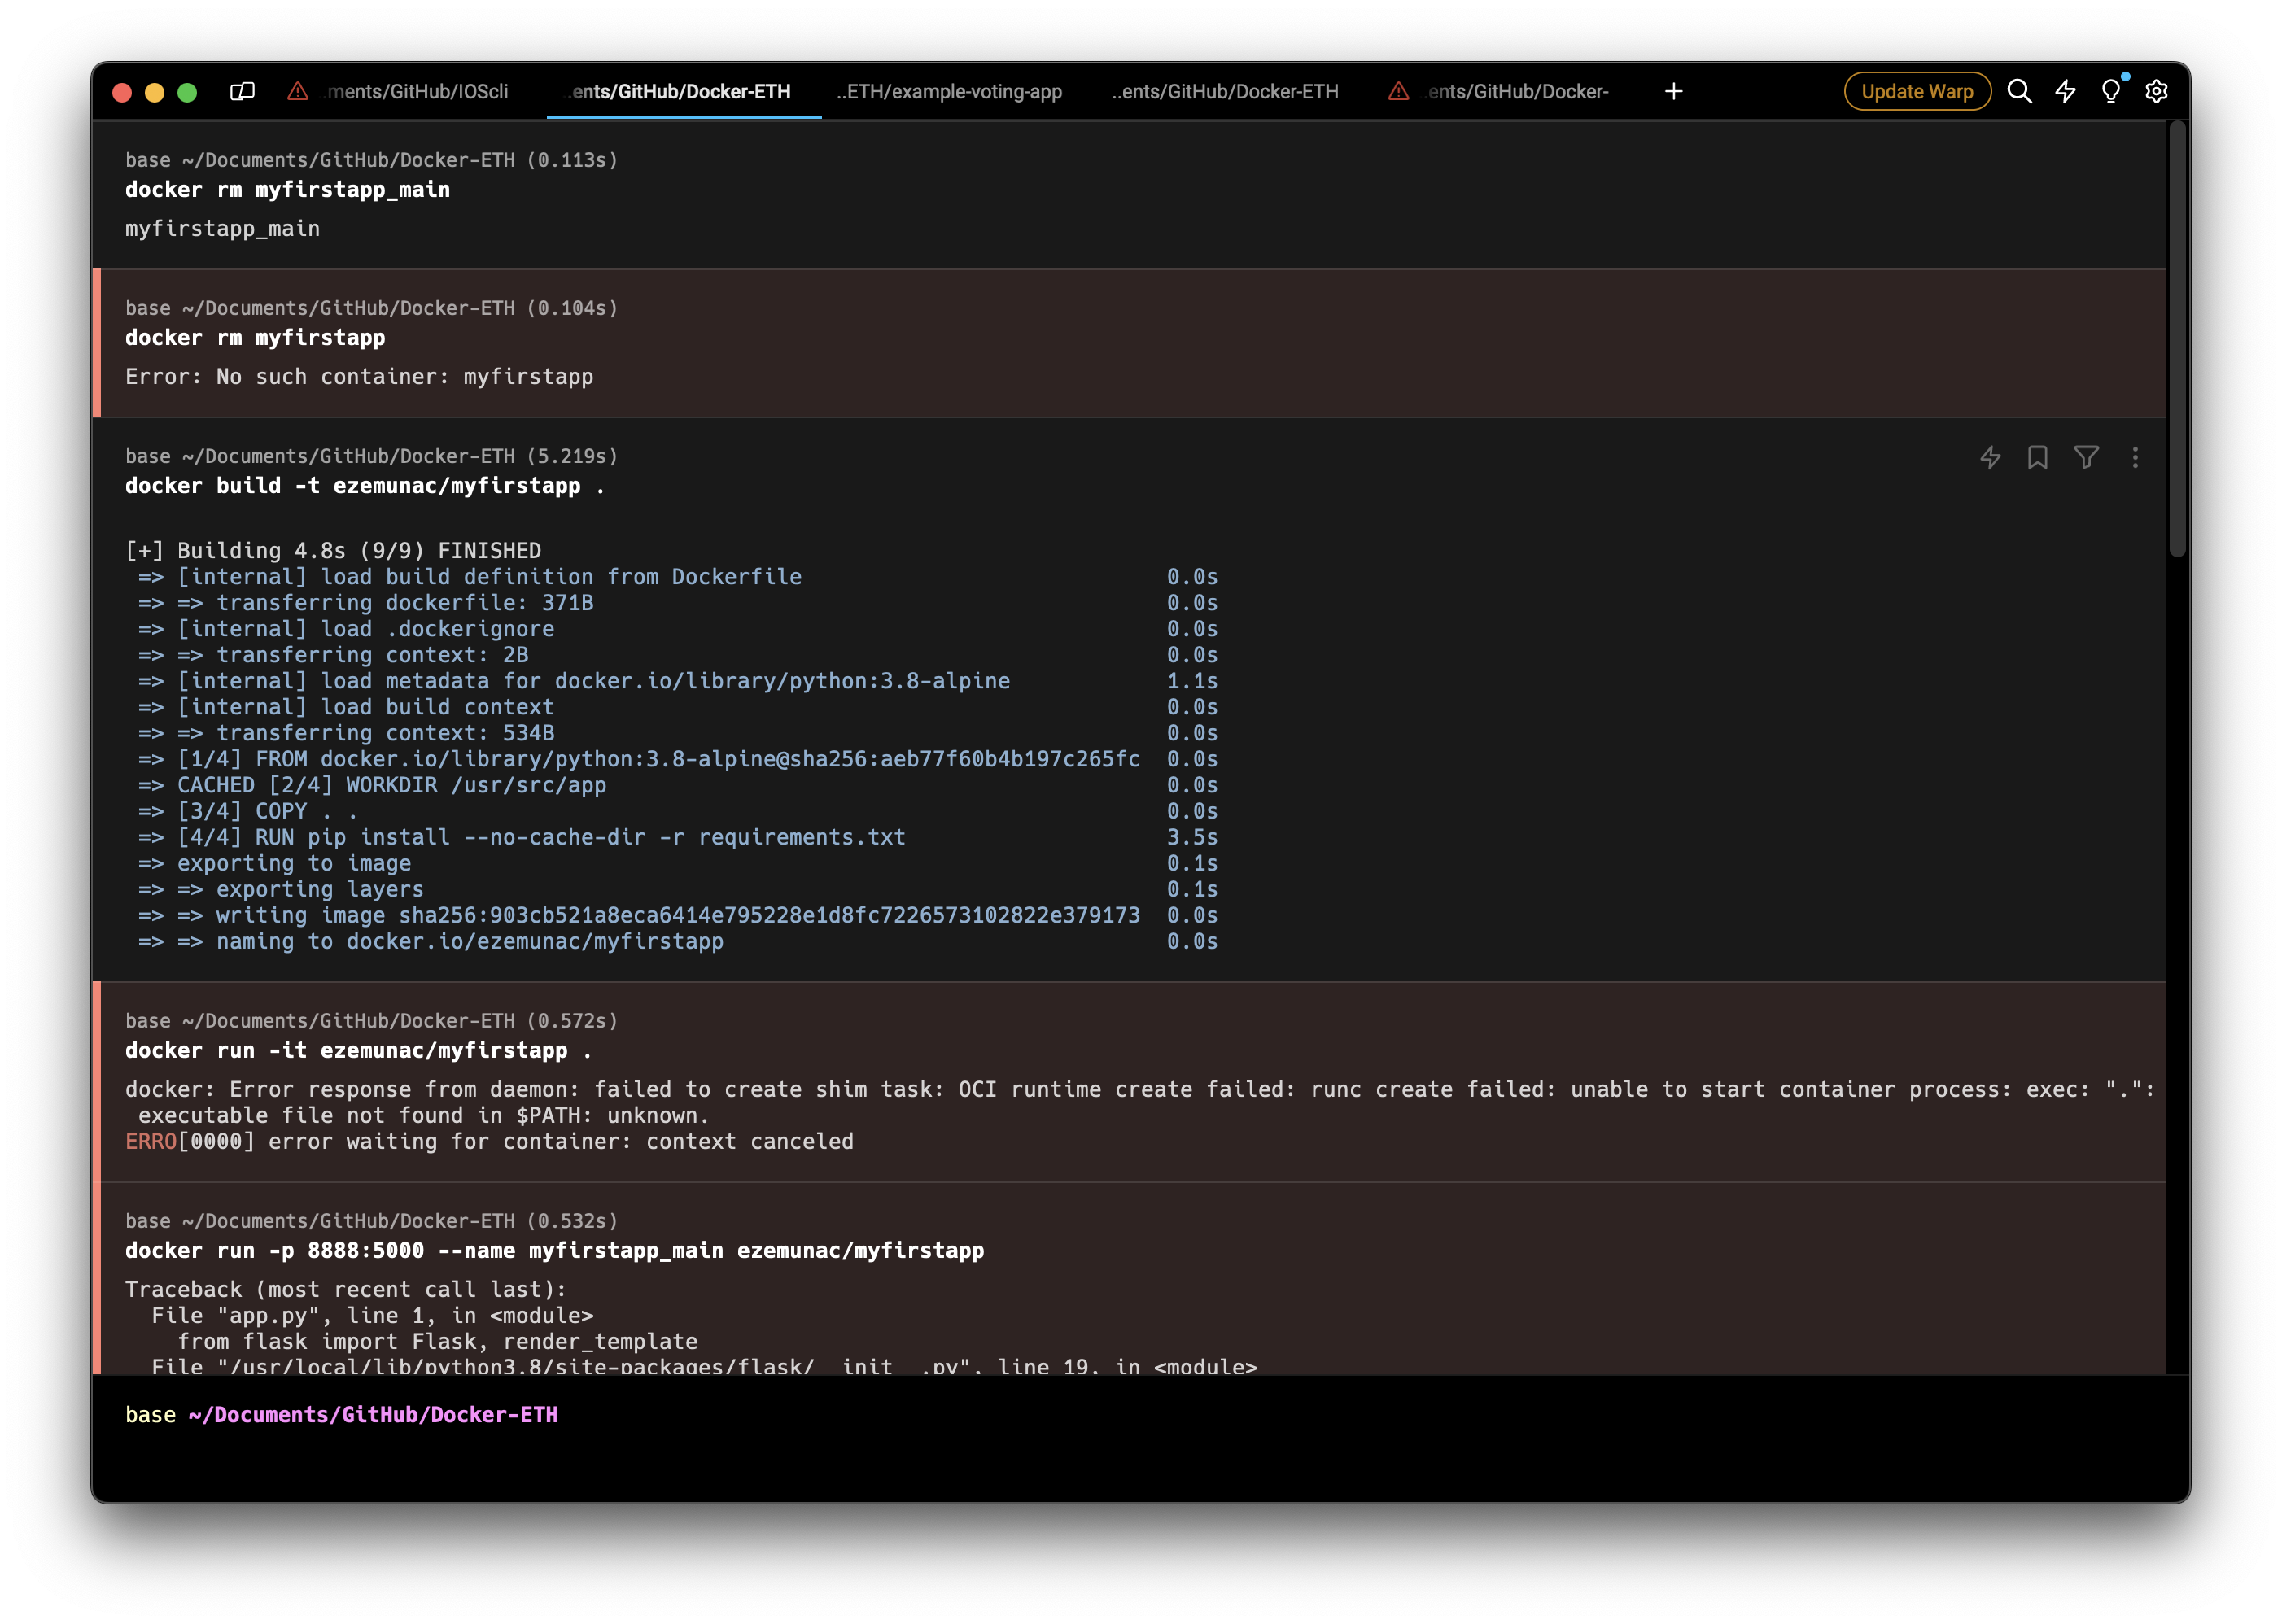 ..ments/GitHub/IOScli ..ents/GitHub/Docker-ETH ..ETH/example-voting-app ..ents/GitHub/Docker-ETH ..ents/GitHub/Docker- + Update Warp
base ~/Documents/GitHub/Docker-ETH (0.113s)
docker rm myfirstapp_main
myfirstapp_main
base ~/Documents/GitHub/Docker-ETH (0.104s)
docker rm myfirstapp
Error: No such container: myfirstapp
base ~/Documents/GitHub/Docker-ETH (5.219s)
docker build -t ezemunac/myfirstapp .
[+] Building 4.8s (9/9) FINISHED
=> [internal] load build definition from Dockerfile 0.0s
=> => transferring dockerfile: 371B 0.0s
=> [internal] load .dockerignore 0.0s
=> => transferring context: 2B 0.0s
=> [internal] load metadata for docker.io/library/python:3.8-alpine 1.1s
=> [internal] load build context 0.0s
=> => transferring context: 534B 0.0s
=> [1/4] FROM docker.io/library/python:3.8-alpine@sha256:aeb77f60b4b197c265fc 0.0s
=> CACHED [2/4] WORKDIR /usr/src/app 0.0s
=> [3/4] COPY . . 0.0s
=> [4/4] RUN pip install --no-cache-dir -r requirements.txt 3.5s
=> exporting to image 0.1s
=> => exporting layers 0.1s
=> => writing image sha256:903cb521a8eca6414e795228e1d8fc7226573102822e379173 0.0s
=> => naming to docker.io/ezemunac/myfirstapp 0.0s
base ~/Documents/GitHub/Docker-ETH (0.572s)
docker run -it ezemunac/myfirstapp .
docker: Error response from daemon: failed to create shim task: OCI runtime create failed: runc create failed: unable to start container process: exec: ".":
executable file not found in $PATH: unknown.
ERRO[0000] error waiting for container: context canceled
base ~/Documents/GitHub/Docker-ETH (0.532s)
docker run -p 8888:5000 --name myfirstapp_main ezemunac/myfirstapp
Traceback (most recent call last):
File "app.py", line 1, in <module>
from flask import Flask, render_template
File "/usr/local/lib/python3.8/site-packages/flask/__init__.py", line 19, in <module>
base ~/Documents/GitHub/Docker-ETH